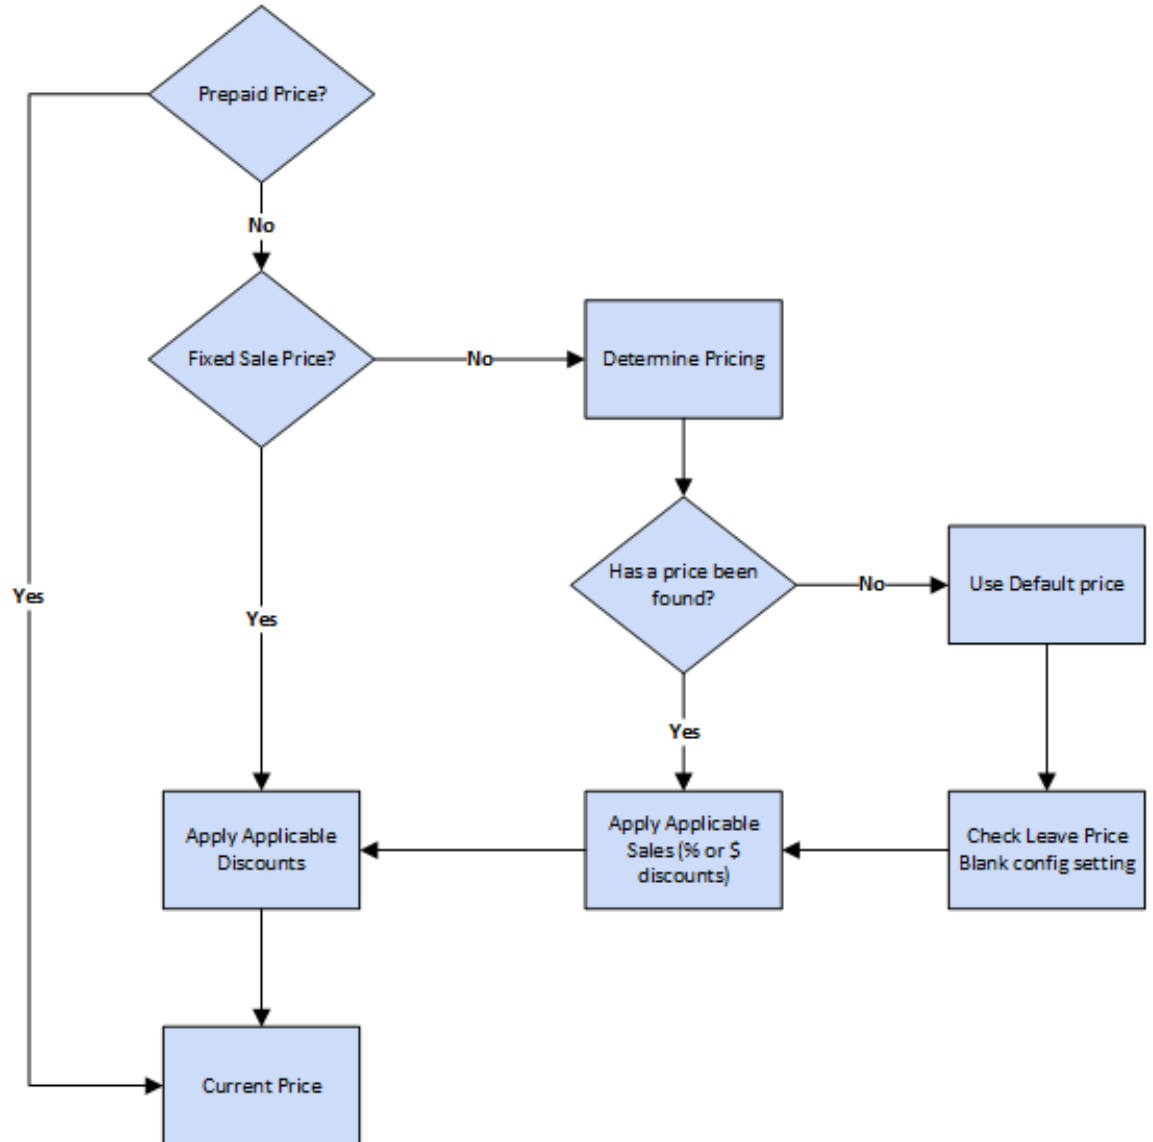 Prepaid Price?
No
Fixed Sale Price?
No
Determine Pricing
Has a price been
found?
No
Use Default price
Yes
Yes
Yes
Apply Applicable
Discounts
Apply Applicable
Sales (% or $
discounts)
Check Leave Price
Blank config setting
Current Price